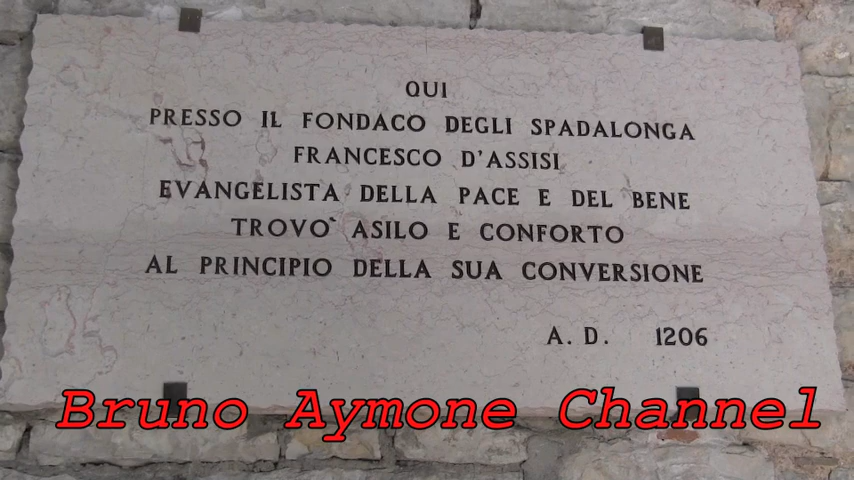 QUI
PRESSO IL FONDACO DEGLI SPADALONGA
FRANCESCO D'ASSISI
EVANGELISTA DELLA PACE E DEL BENE
TROVO` ASILO E CONFORTO
AL PRINCIPIO DELLA SUA CONVERSIONE
A. D. 1206
Bruno Aymone Channel